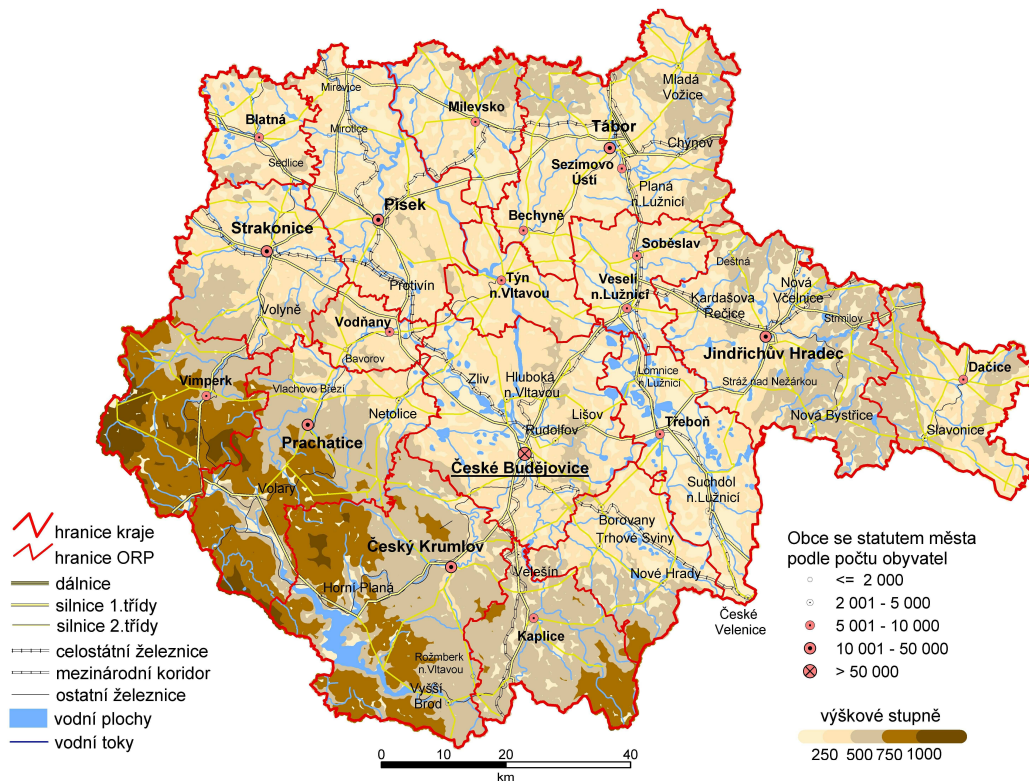 Mladá
Vožice
Mirovice
Milevsko
Blatná
Mirotice
Tábor
Chýnov
Sedlice
Sezimovo
Ústí
Planá
n.Lužnicí
Písek
Bechyně
Strakonice
Soběslav
Deštná
Týn
n.Vltavou
Veselí
n.Lužnicí
Nová
Včelnice
Protivín
Kardašova
Řečice
Volyně
Vodňany
Strmilov
Jindřichův Hradec
Bavorov
Dačice
Lomnice
n.Lužnicí
Hluboká
n.Vltavou
Zliv
Vimperk
Vlachovo Březí
Stráž nad Nežárkou
Netolice
Lišov
Nová Bystřice
Rudolfov
Třeboň
Slavonice
Prachatice
České Budějovice
Suchdol
n.Lužnicí
Volary
Borovany
Trhové Sviny
Český Krumlov
Velešín
Nové Hrady
Horní Planá
České
Velenice
Kaplice
Rožmberk
n.Vltavou
Vyšší
Brod
hranice kraje
hranice ORP
dálnice
silnice 1.třídy
silnice 2.třídy
celostátní železnice
mezinárodní koridor
ostatní železnice
vodní plochy
vodní toky
Obce se statutem města
podle počtu obyvatel
<= 2 000
2 001 - 5 000
5 001 - 10 000
10 001 - 50 000
> 50 000
výškové stupně
250 500 750 1000
0 10 20 40
km